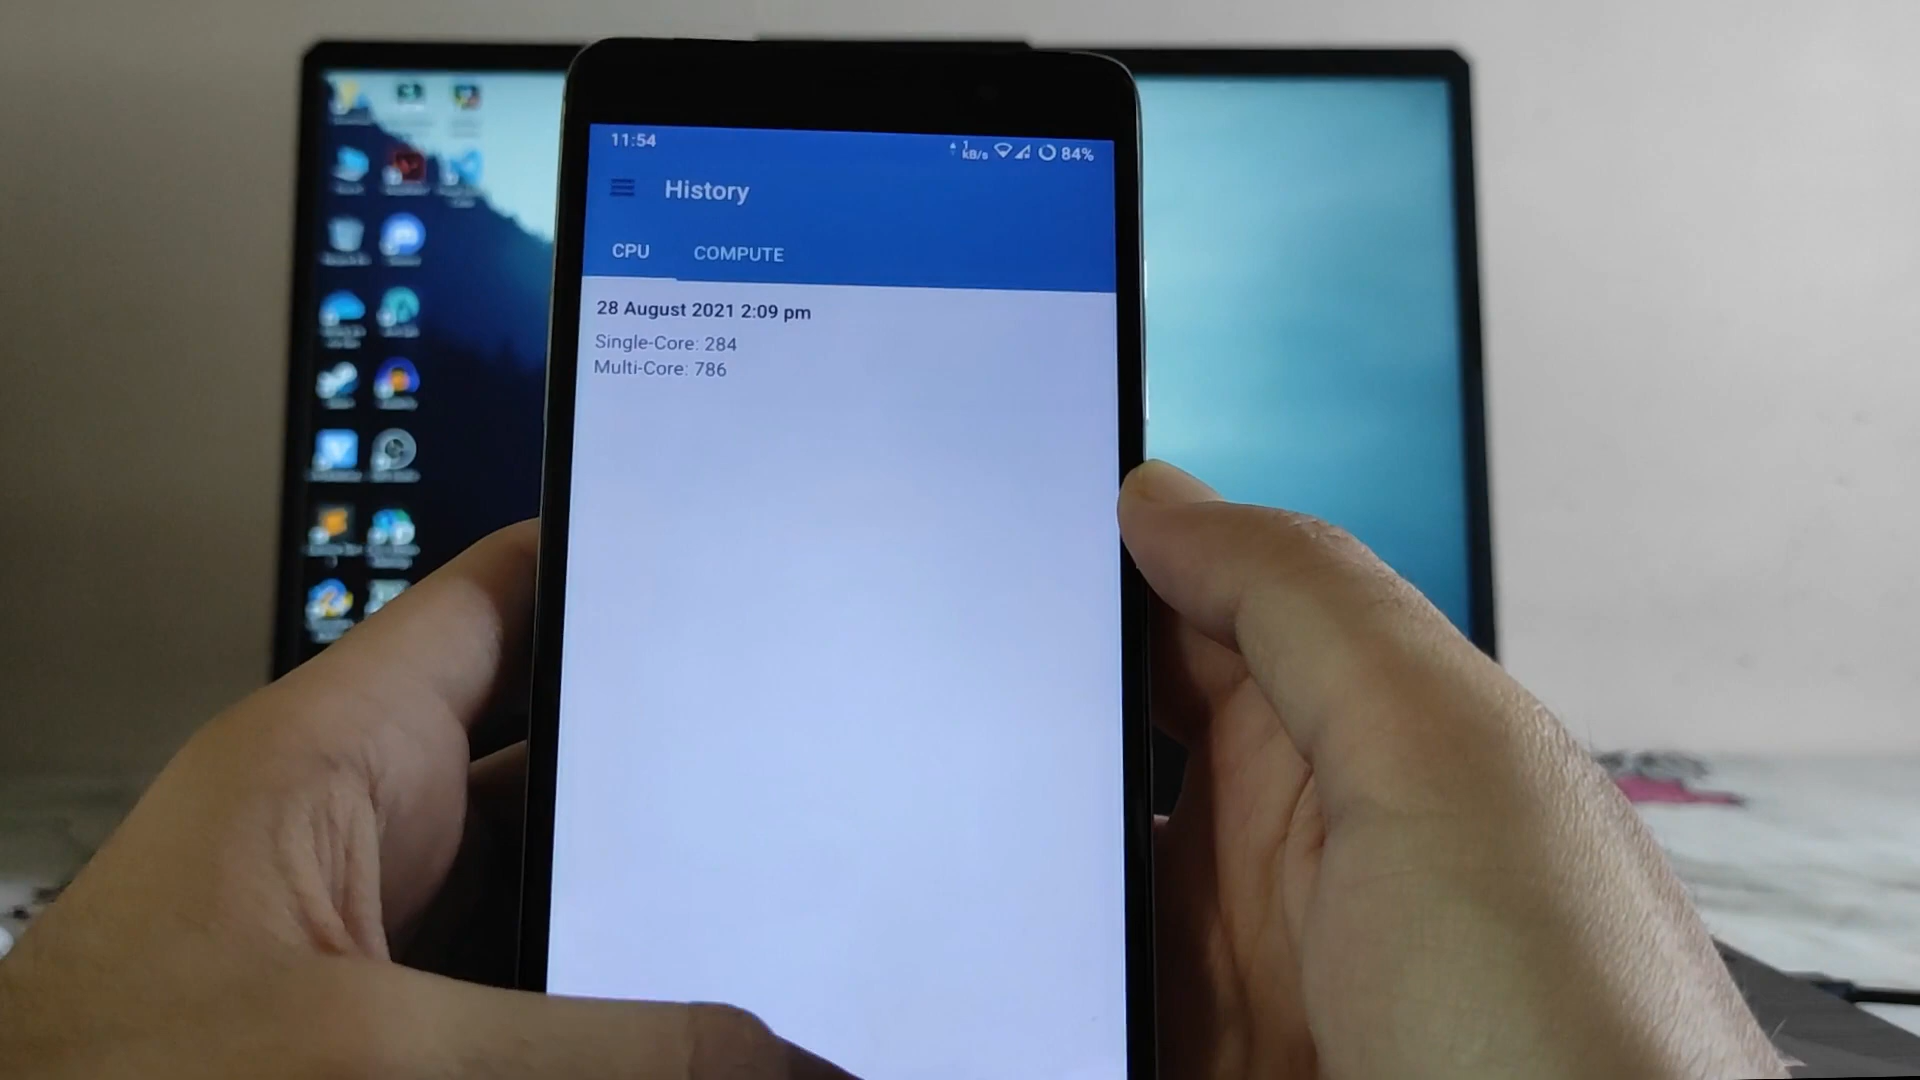 11:54
1 kB/s 84%
History
CPU COMPUTE
28 August 2021 2:09 pm
Single-Core: 284
Multi-Core: 786